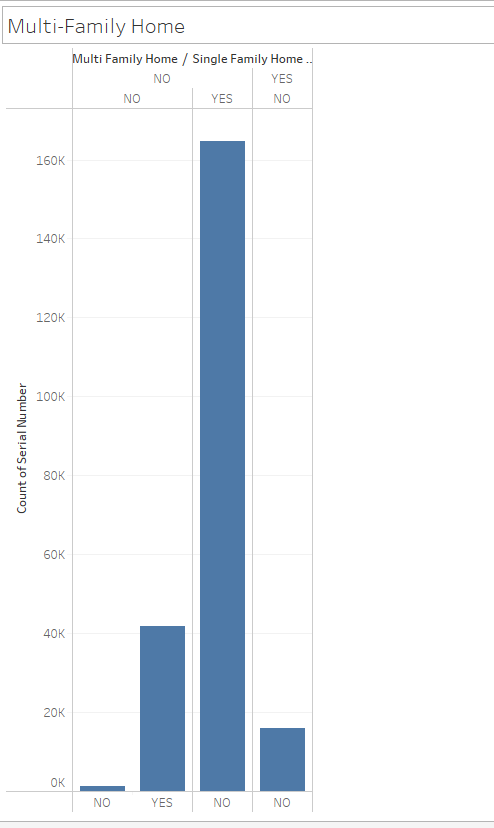 Multi-Family Home
Multi Family Home / Single Family Home ..
NO YES
NO YES NO
160K
140K
120K
100K
80K
60K
40K
20K
0K
Count of Serial Number
NO YES NO NO